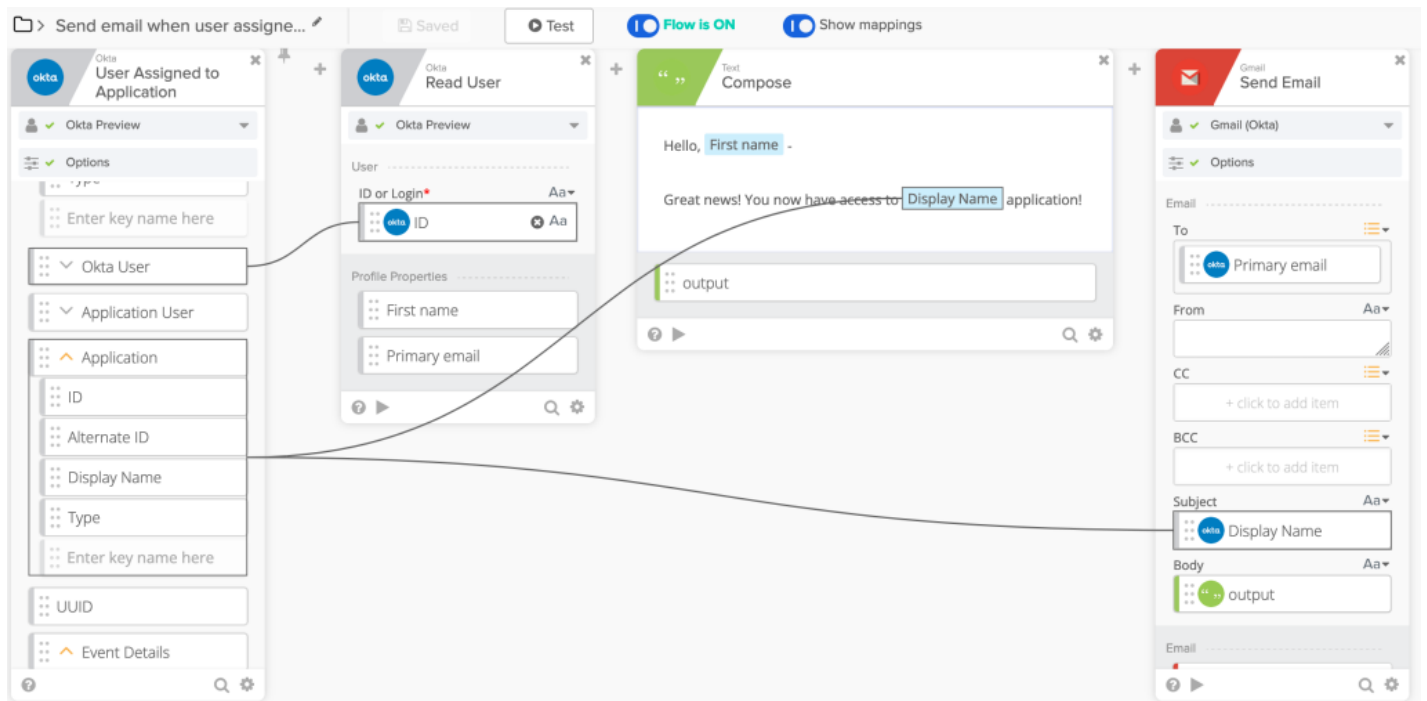 Send email when user assigne...
Saved
Test
Flow is ON
Show mappings
okta
Okta
User Assigned to
Application
Okta Preview
Options
Type
Enter key name here
Okta User
Application User
Application
ID
Alternate ID
Display Name
Type
Enter key name here
UUID
Event Details
okta
Okta
Read User
Okta Preview
User
ID or Login*
Aa
okta
ID
Aa
Profile Properties
First name
Primary email
Text
Compose
Hello, First name -
Great news! You now have access to Display Name application!
output
Gmail
Send Email
Gmail (Okta)
Options
Email
To
okta
Primary email
From
Aa
CC
+ click to add item
BCC
+ click to add item
Subject
Aa
okta
Display Name
Body
Aa
output
Email